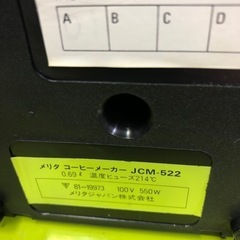 A B C D
メリタ コーヒーメーカー JCM-522
0.69ℓ 温度ヒューズ214℃
81-19973 100V 550W
メリタジャパン株式会社